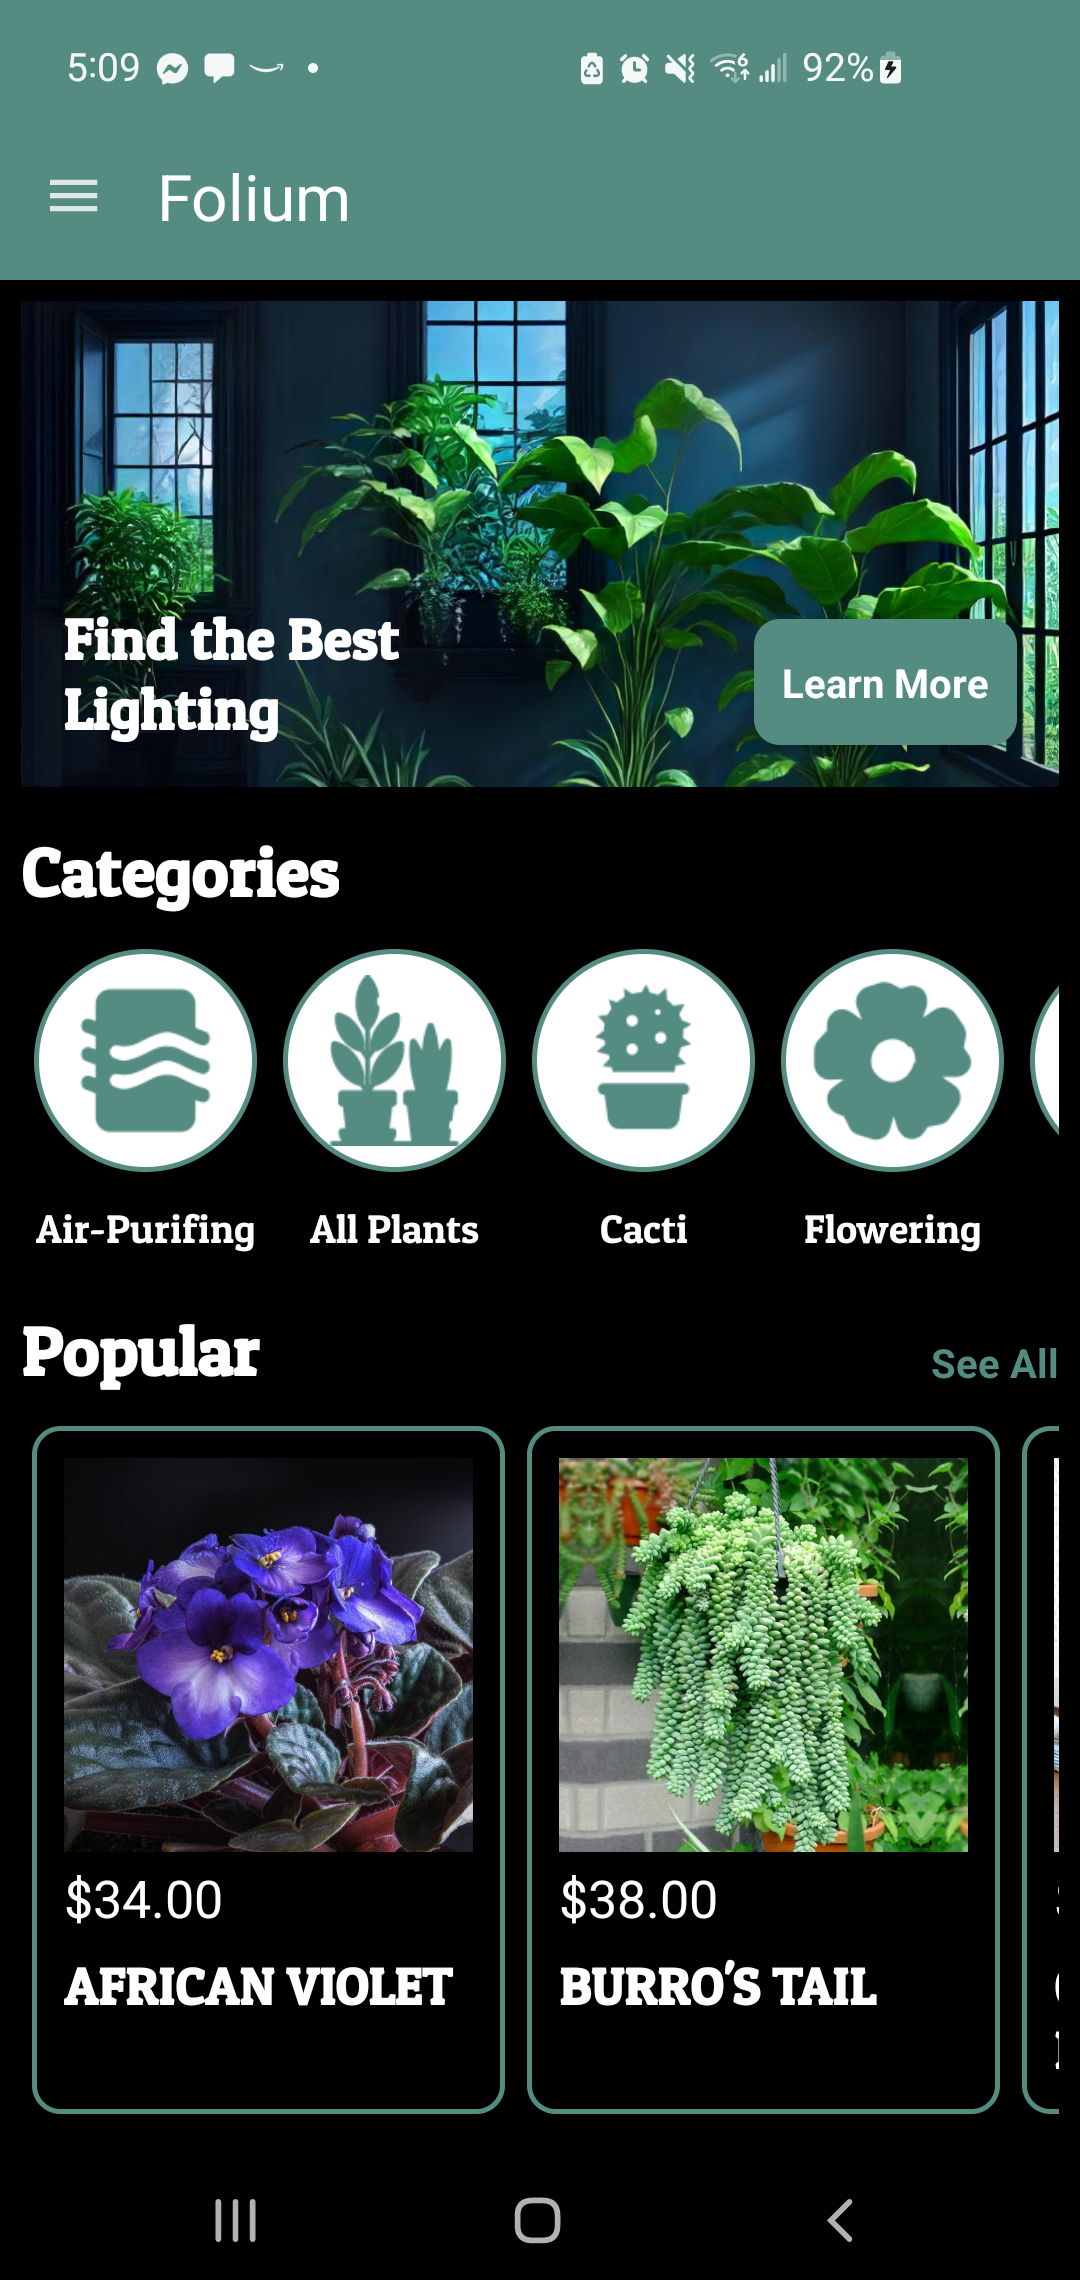 5:09
92%
Folium
Find the Best
Lighting
Learn More
Categories
Air-Purifing
All Plants
Cacti
Flowering
Popular
See All
$34.00
$38.00
AFRICAN VIOLET
BURRO'S TAIL